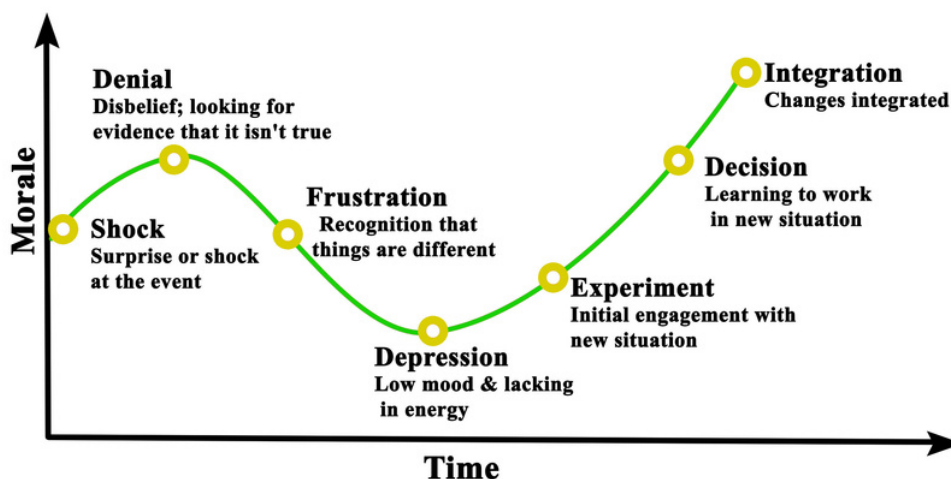 Morale
Denial
Disbelief; looking for
evidence that it isn't true
Shock
Surprise or shock
at the event
Frustration
Recognition that
things are different
Depression
Low mood & lacking
in energy
Experiment
Initial engagement with
new situation
Decision
Learning to work
in new situation
Integration
Changes integrated
Time